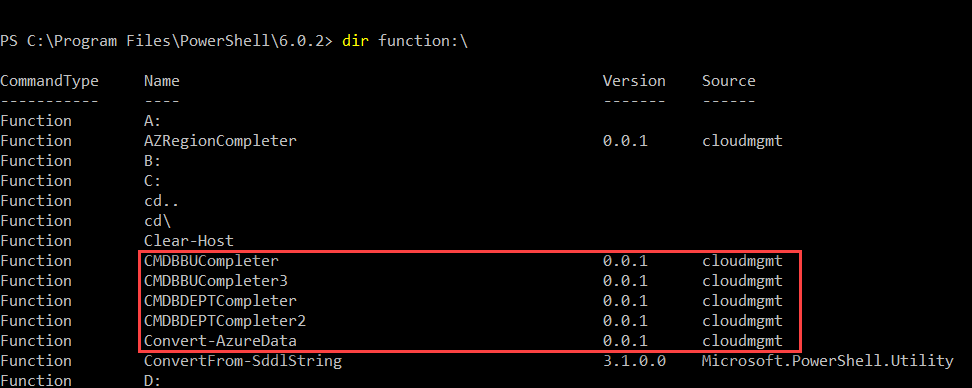 PS C:\Program Files\PowerShell\6.0.2> dir function:\
CommandType Name Version Source
----------- ---- ------- ------
Function A:
Function AZRegionCompleter 0.0.1 cloudmgmt
Function B:
Function C:
Function cd..
Function cd\
Function Clear-Host
Function CMDBBUCompleter 0.0.1 cloudmgmt
Function CMDBBUCompleter3 0.0.1 cloudmgmt
Function CMDBDEPTCompleter 0.0.1 cloudmgmt
Function CMDBDEPTCompleter2 0.0.1 cloudmgmt
Function Convert-AzureData 0.0.1 cloudmgmt
Function ConvertFrom-SddlString 3.1.0.0 Microsoft.PowerShell.Utility
Function D: